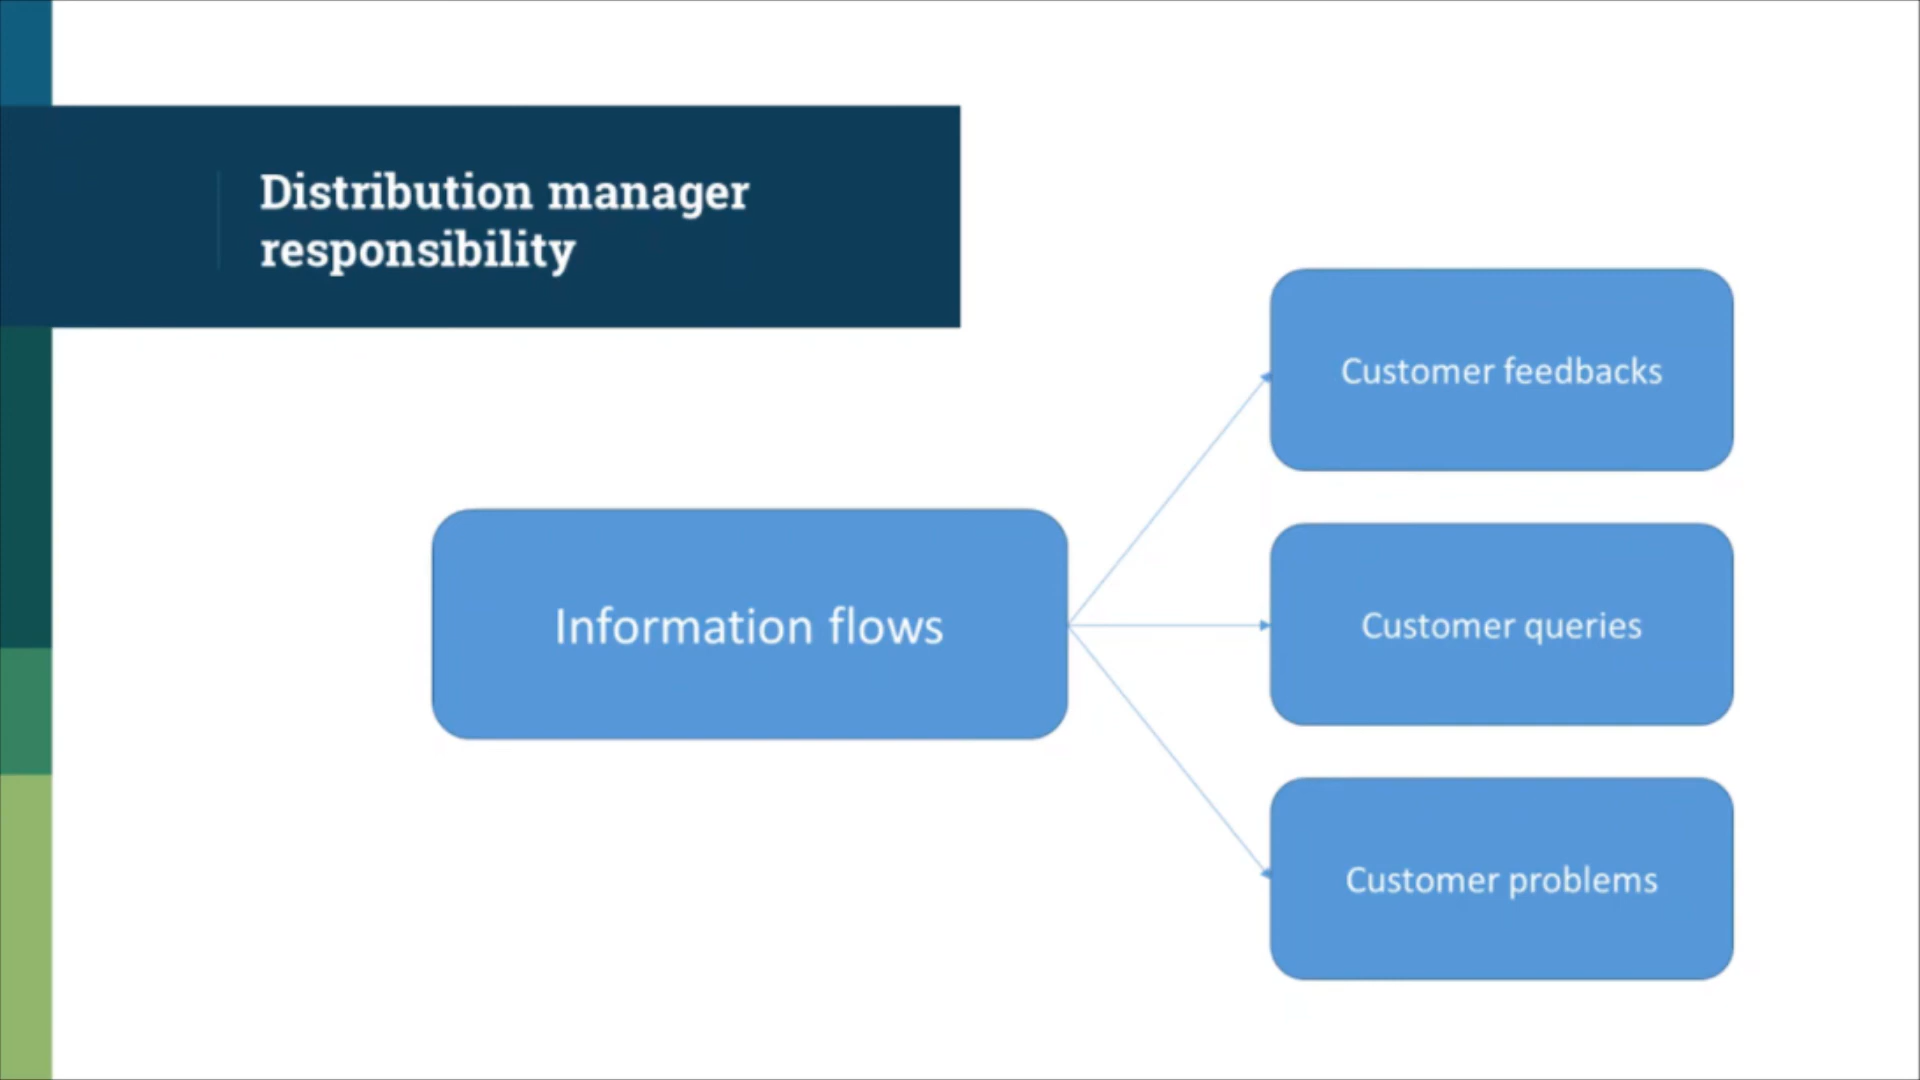 Distribution manager
responsibility
Customer feedbacks
Information flows
Customer queries
Customer problems